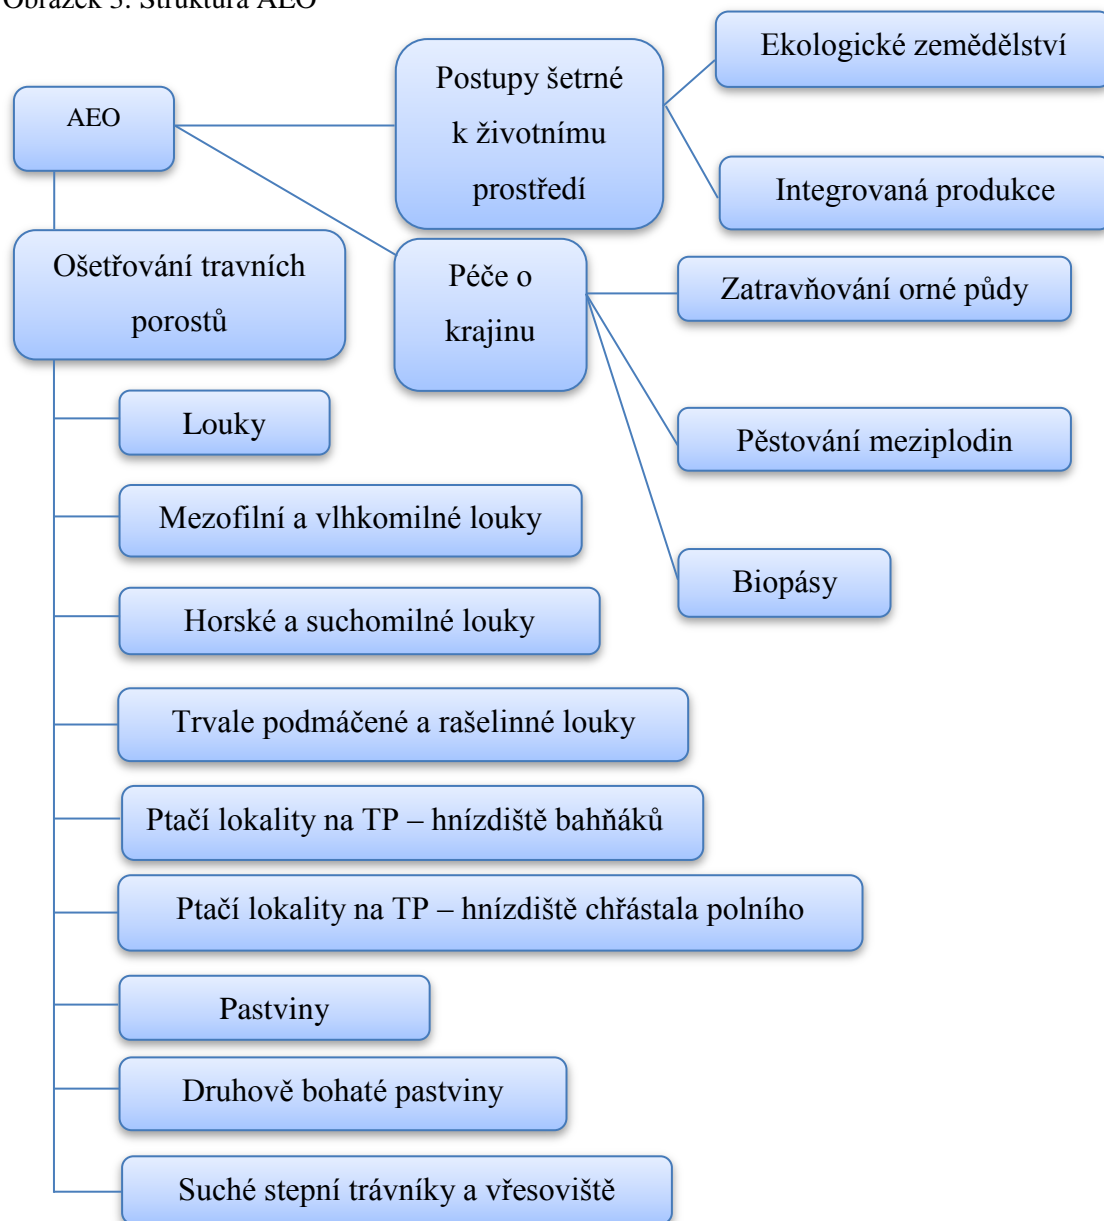 Obrázek 3: Struktura AEO
AEO
Postupy šetrné
k životnímu
prostředí
Ekologické zemědělství
Integrovaná produkce
Ošetřování travních
porostů
Péče o
krajinu
Zatravňování orné půdy
Pěstování meziplodin
Biopásy
Louky
Mezofilní a vlhkomilné louky
Horské a suchomilné louky
Trvale podmáčené a rašelinné louky
Ptačí lokality na TP – hnízdiště bahňáků
Ptačí lokality na TP – hnízdiště chřástala polního
Pastviny
Druhově bohaté pastviny
Suché stepní trávníky a vřesoviště